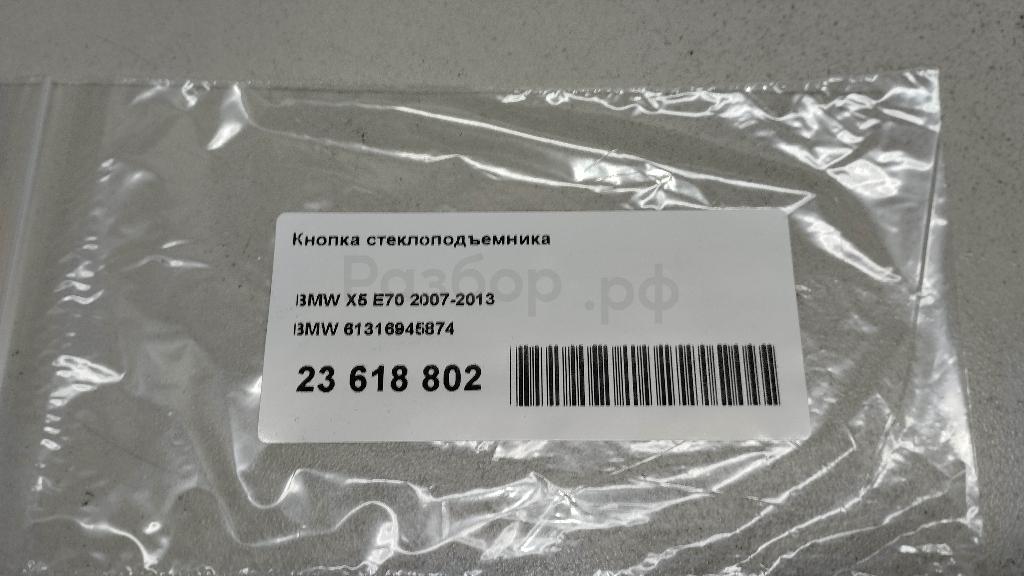 Кнопка стеклоподъемника
Разбор.рф
BMW X5 E70 2007-2013
BMW 61316945874
23 618 802